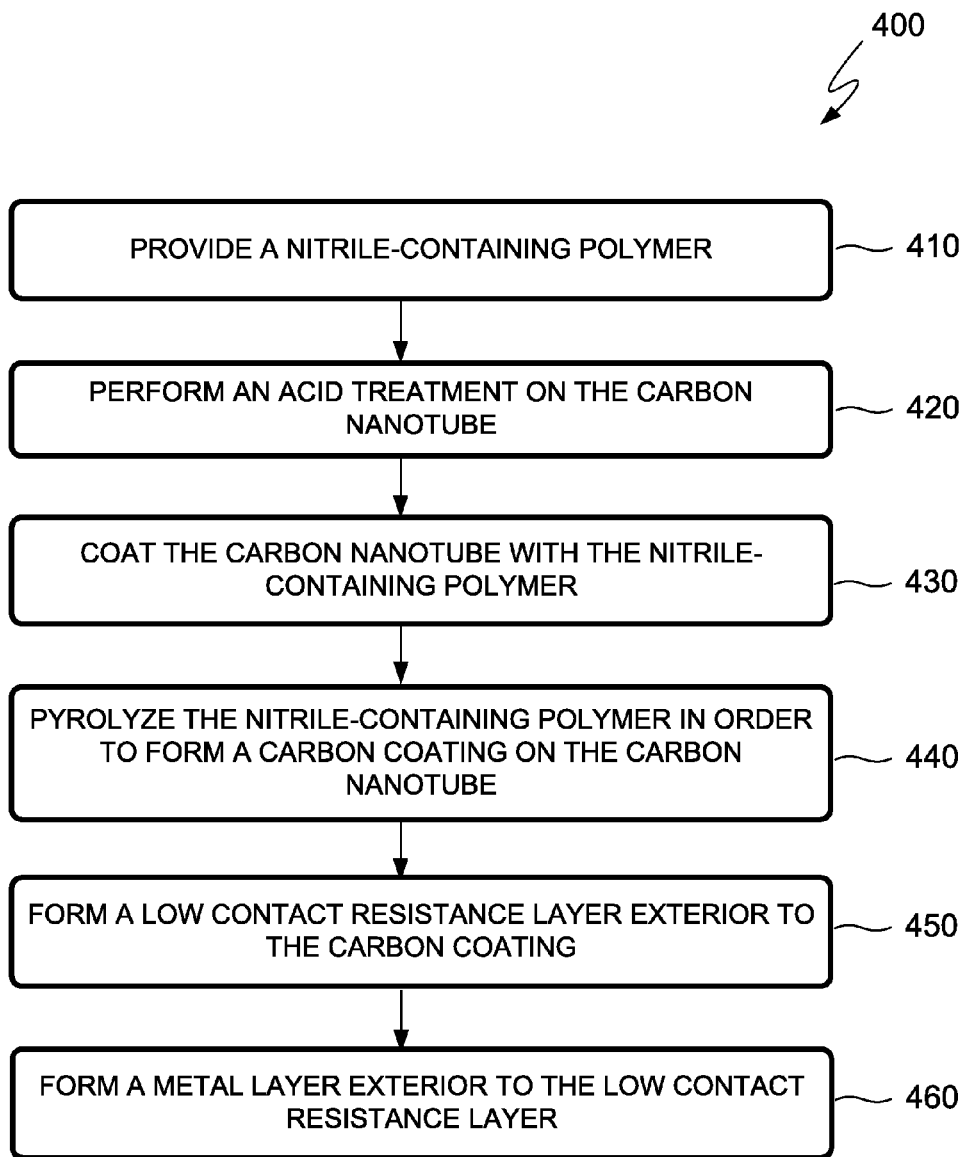 400
PROVIDE A NITRILE-CONTAINING POLYMER
410
PERFORM AN ACID TREATMENT ON THE CARBON
NANOTUBE
420
COAT THE CARBON NANOTUBE WITH THE NITRILE-
CONTAINING POLYMER
430
PYROLYZE THE NITRILE-CONTAINING POLYMER IN ORDER
TO FORM A CARBON COATING ON THE CARBON
NANOTUBE
440
FORM A LOW CONTACT RESISTANCE LAYER EXTERIOR TO
THE CARBON COATING
450
FORM A METAL LAYER EXTERIOR TO THE LOW CONTACT
RESISTANCE LAYER
460